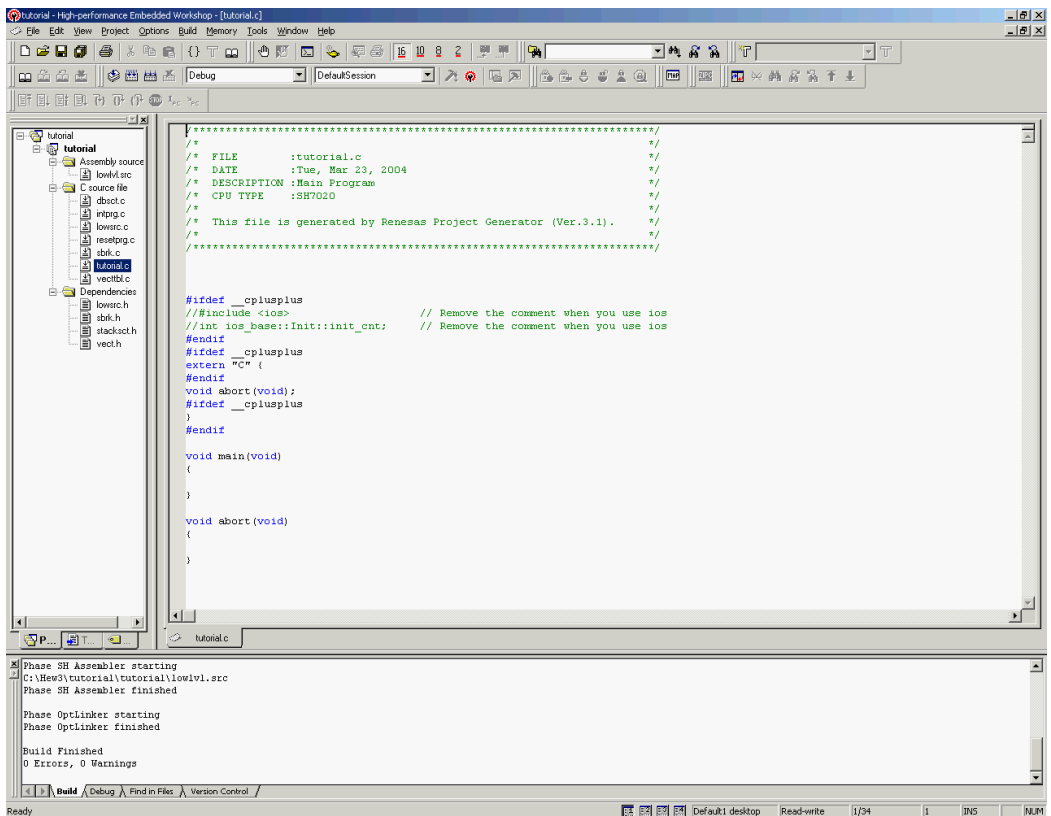 tutorial - High-performance Embedded Workshop - [tutorial.c]
File Edit View Project Options Build Memory Tools Window Help
16 10 8 2
Debug DefaultSession
tutorial
tutorial
Assembly source
lowlvl.src
C source file
dbsct.c
intprg.c
lowsrc.c
resetprg.c
sbrk.c
tutorial.c
vecttbl.c
Dependencies
lowsrc.h
sbrk.h
stacksct.h
vect.h
P... T...
/***********************************************************************/
/* */
/* FILE :tutorial.c */
/* DATE :Tue, Mar 23, 2004 */
/* DESCRIPTION :Main Program */
/* CPU TYPE :SH7020 */
/* */
/* This file is generated by Renesas Project Generator (Ver.3.1). */
/* */
/***********************************************************************/
#ifdef __cplusplus
//#include <ios> // Remove the comment when you use ios
//int ios_base::Init::init_cnt; // Remove the comment when you use ios
#endif
#ifdef __cplusplus
extern "C" {
#endif
void abort(void);
#ifdef __cplusplus
}
#endif
void main(void)
{
}
void abort(void)
{
}
tutorial.c
Phase SH Assembler starting
C:\Hew3\tutorial\tutorial\lowlvl.src
Phase SH Assembler finished
Phase OptLinker starting
Phase OptLinker finished
Build Finished
0 Errors, 0 Warnings
Build Debug Find in Files Version Control
Ready Default1 desktop Read-write 1/34 1 INS NUM